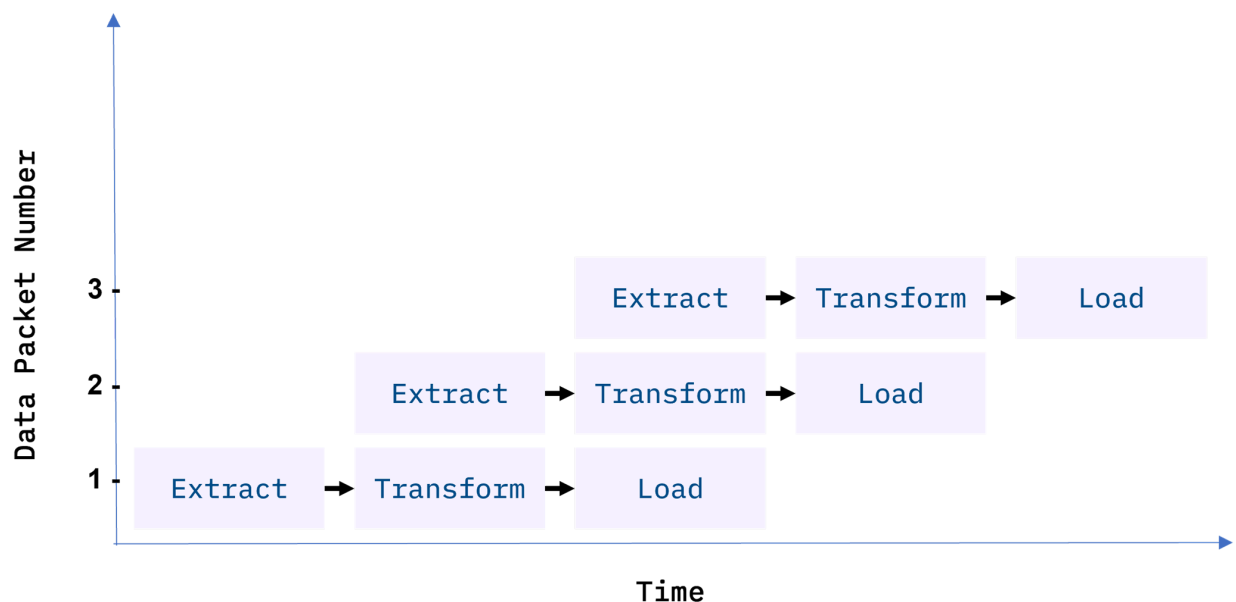 Data Packet Number
3
Extract
Transform
Load
2
Extract
Transform
Load
1
Extract
Transform
Load
Time